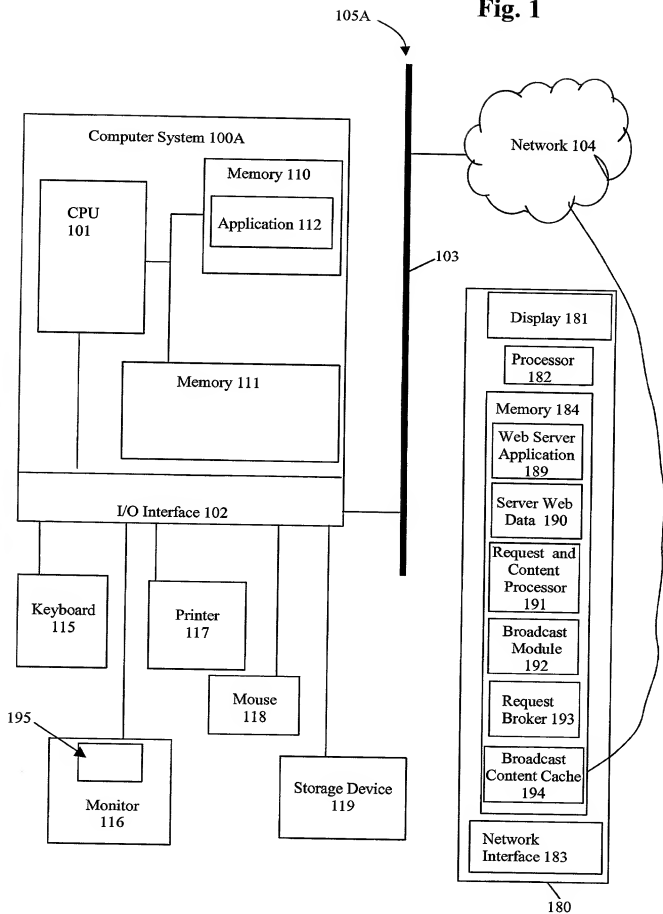 Fig. 1
105A
Computer System 100A
Network 104
Memory 110
CPU
101
Application 112
103
Display 181
Processor
182
Memory 111
Memory 184
Web Server
Application
189
Server Web
Data 190
I/O Interface 102
Request and
Content
Processor
191
Keyboard
115
Printer
117
Broadcast
Module
192
Mouse
118
Request
Broker 193
195
Broadcast
Content Cache
194
Monitor
116
Storage Device
119
Network
Interface 183
180